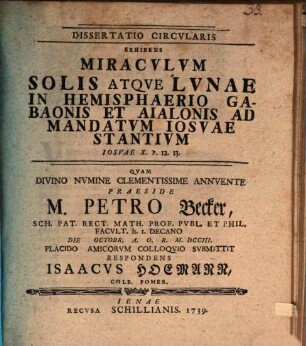 33.
DISSERTATIO CIRCVLARIS
EXHIBENS
MIRACVLVM
SOLIS ATQVE LVNAE
IN HEMISPHAERIO GA-
BAONIS ET AIALONIS AD
MANDATVM IOSVAE
STANTIVM
IOSVAE X. v. 12. 13.
QVAM
DIVINO NVMINE CLEMENTISSIME ANNVENTE
PRAESIDE
M. PETRO Becker,
SCH. PAT. RECT. MATH. PROF. PVBL. ET PHIL.
FACVLT. h. t. DECANO
DIE OCTOBR. A. O. R. M. DCCIII.
PLACIDO AMICORVM COLLOQVIO SVBMITTIT
RESPONDENS
ISAACVS HOEMANN,
COLB. POMER.
IENAE
RECVSA SCHILLIANIS. 1739.